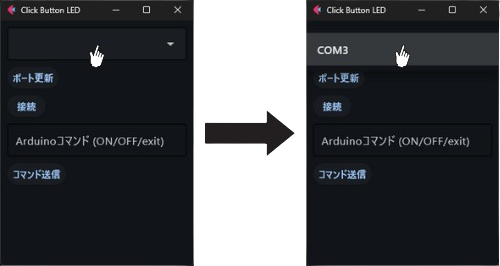 Click Button LED
ポート更新
接続
Arduinoコマンド (ON/OFF/exit)
コマンド送信
Click Button LED
COM3
ポート更新
接続
Arduinoコマンド (ON/OFF/exit)
コマンド送信